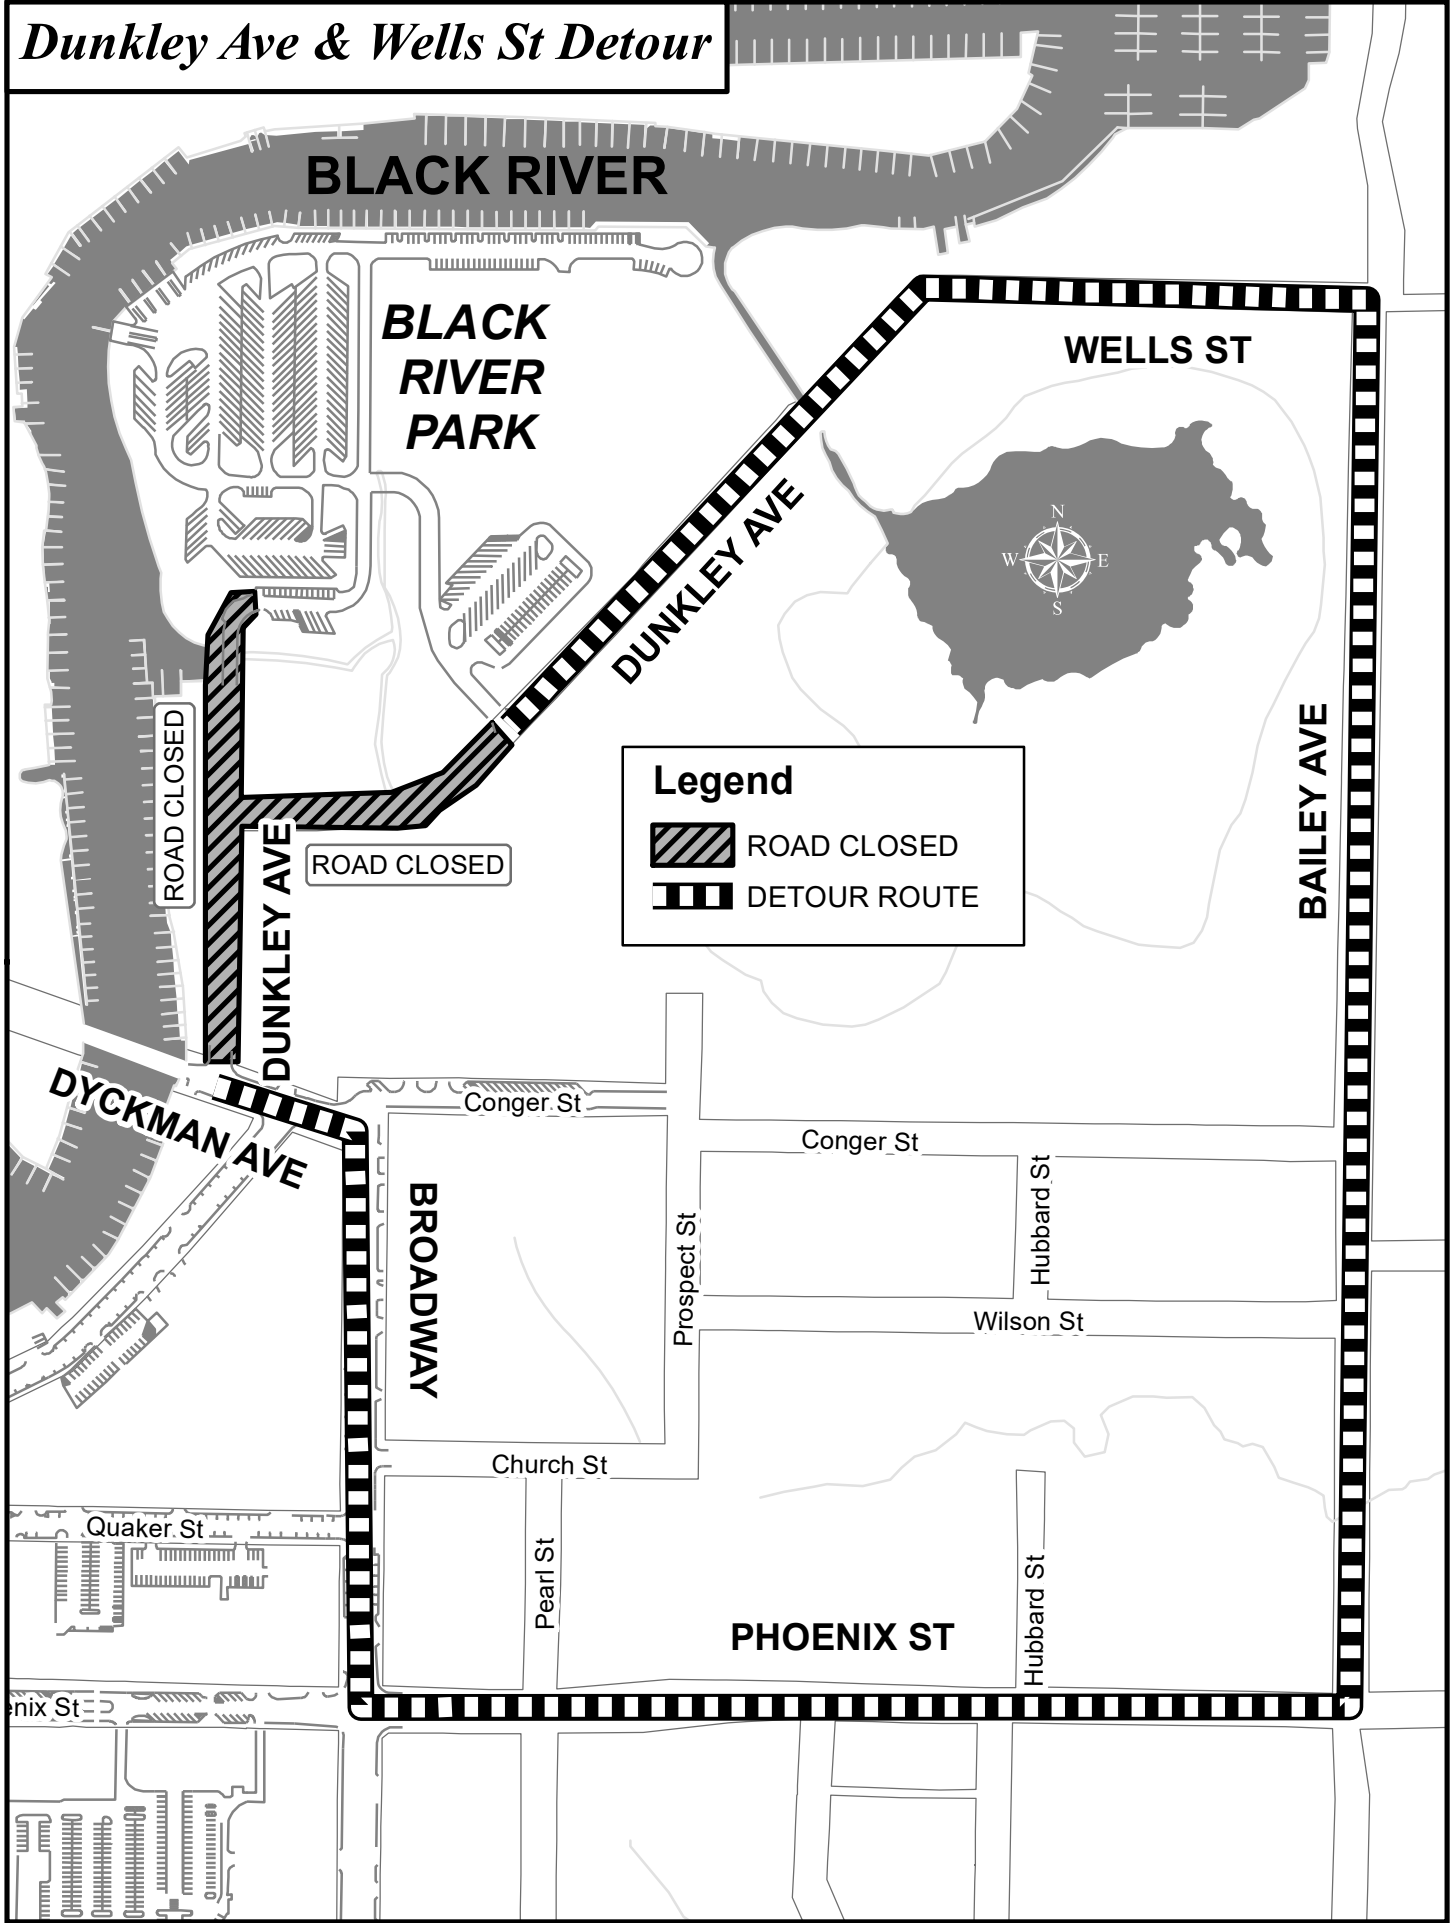 Dunkley Ave & Wells St Detour
BLACK RIVER
BLACK
RIVER
PARK
WELLS ST
DUNKLEY AVE
N
W
E
S
ROAD CLOSED
BAILEY AVE
Legend
ROAD CLOSED
DETOUR ROUTE
DUNKLEY AVE
ROAD CLOSED
DYCKMAN AVE
Conger St
Conger St
Hubbard St
BROADWAY
Prospect St
Wilson St
Church St
Quaker St
Pearl St
Hubbard St
PHOENIX ST
enix St